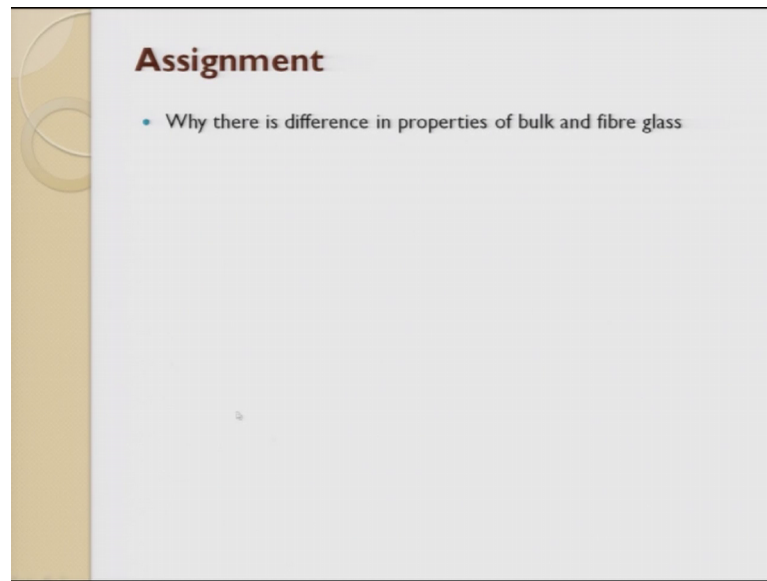 Assignment
• Why there is difference in properties of bulk and fibre glass